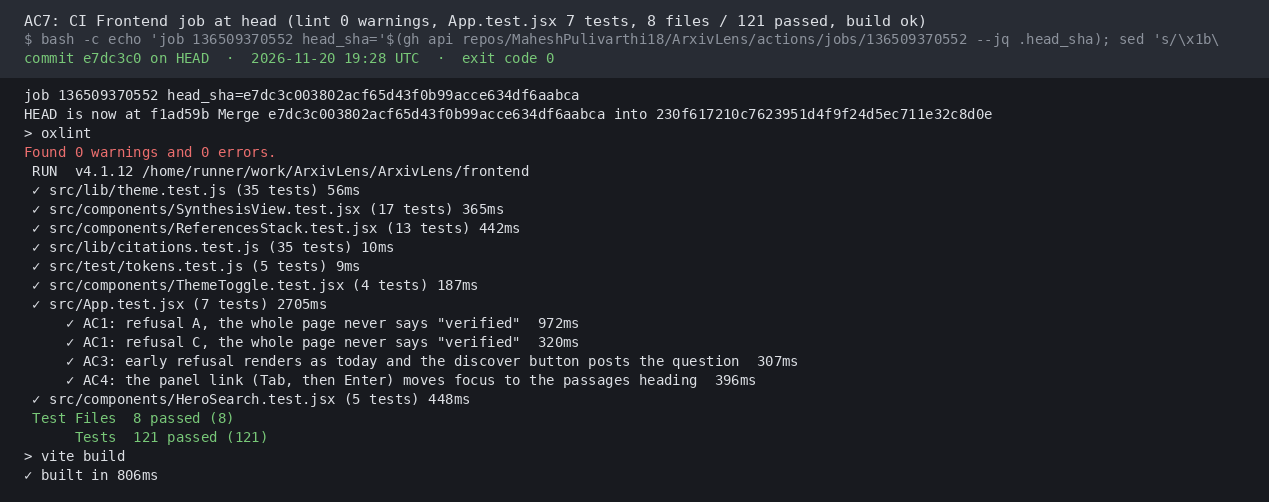 AC7: CI Frontend job at head (lint 0 warnings, App.test.jsx 7 tests, 8 files / 121 passed, build ok)
$ bash -c echo 'job 136509370552 head_sha='$(gh api repos/MaheshPulivarthi18/ArxivLens/actions/jobs/136509370552 --jq .head_sha); sed 's/\x1b\
commit e7dc3c0 on HEAD  ·  2026-11-20 19:28 UTC  ·  exit code 0
job 136509370552 head_sha=e7dc3c003802acf65d43f0b99acce634df6aabca
HEAD is now at f1ad59b Merge e7dc3c003802acf65d43f0b99acce634df6aabca into 230f617210c7623951d4f9f24d5ec711e32c8d0e
> oxlint
Found 0 warnings and 0 errors.
RUN  v4.1.12 /home/runner/work/ArxivLens/ArxivLens/frontend
✓ src/lib/theme.test.js (35 tests) 56ms
✓ src/components/SynthesisView.test.jsx (17 tests) 365ms
✓ src/components/ReferencesStack.test.jsx (13 tests) 442ms
✓ src/lib/citations.test.js (35 tests) 10ms
✓ src/test/tokens.test.js (5 tests) 9ms
✓ src/components/ThemeToggle.test.jsx (4 tests) 187ms
✓ src/App.test.jsx (7 tests) 2705ms
✓ AC1: refusal A, the whole page never says "verified"  972ms
✓ AC1: refusal C, the whole page never says "verified"  320ms
✓ AC3: early refusal renders as today and the discover button posts the question  307ms
✓ AC4: the panel link (Tab, then Enter) moves focus to the passages heading  396ms
✓ src/components/HeroSearch.test.jsx (5 tests) 448ms
Test Files  8 passed (8)
Tests  121 passed (121)
> vite build
✓ built in 806ms